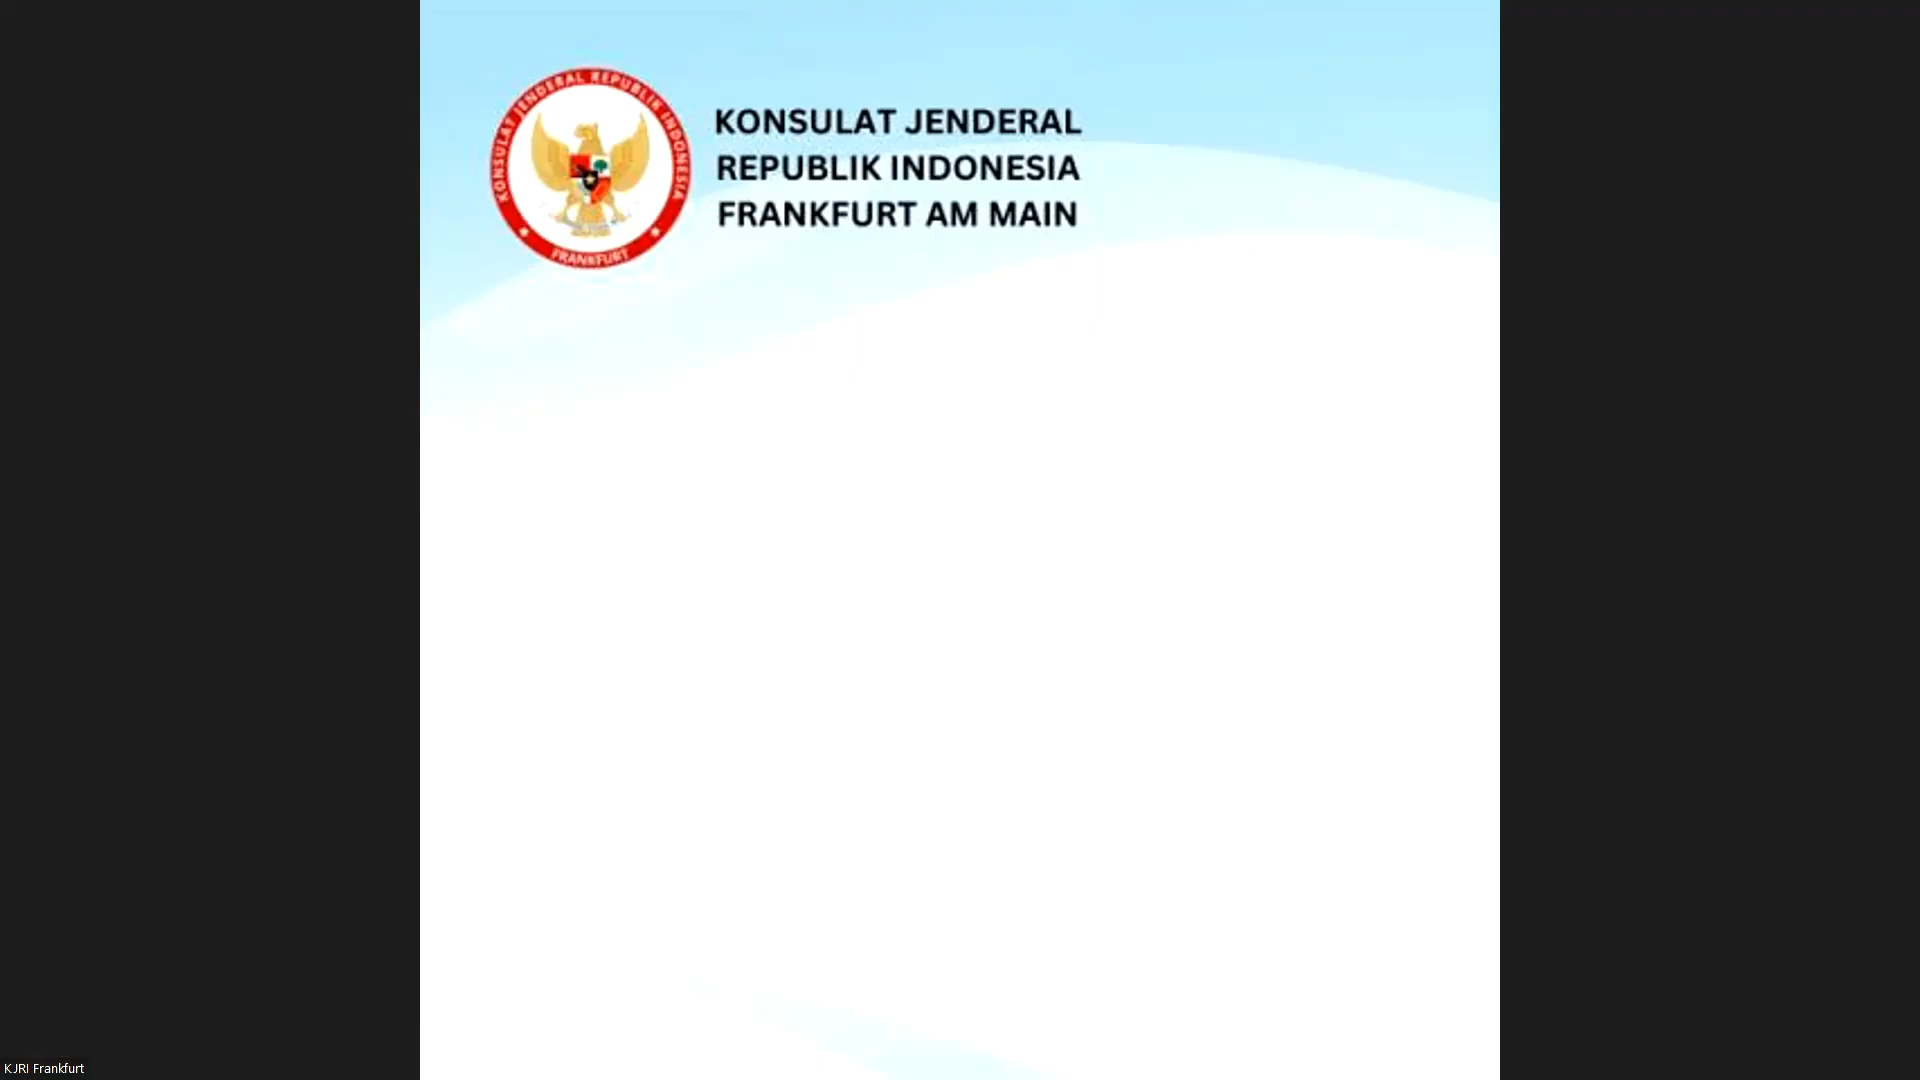 KONSULAT JENDERAL REPUBLIK INDONESIA
FRANKFURT
KONSULAT JENDERAL
REPUBLIK INDONESIA
FRANKFURT AM MAIN
KJRI Frankfurt